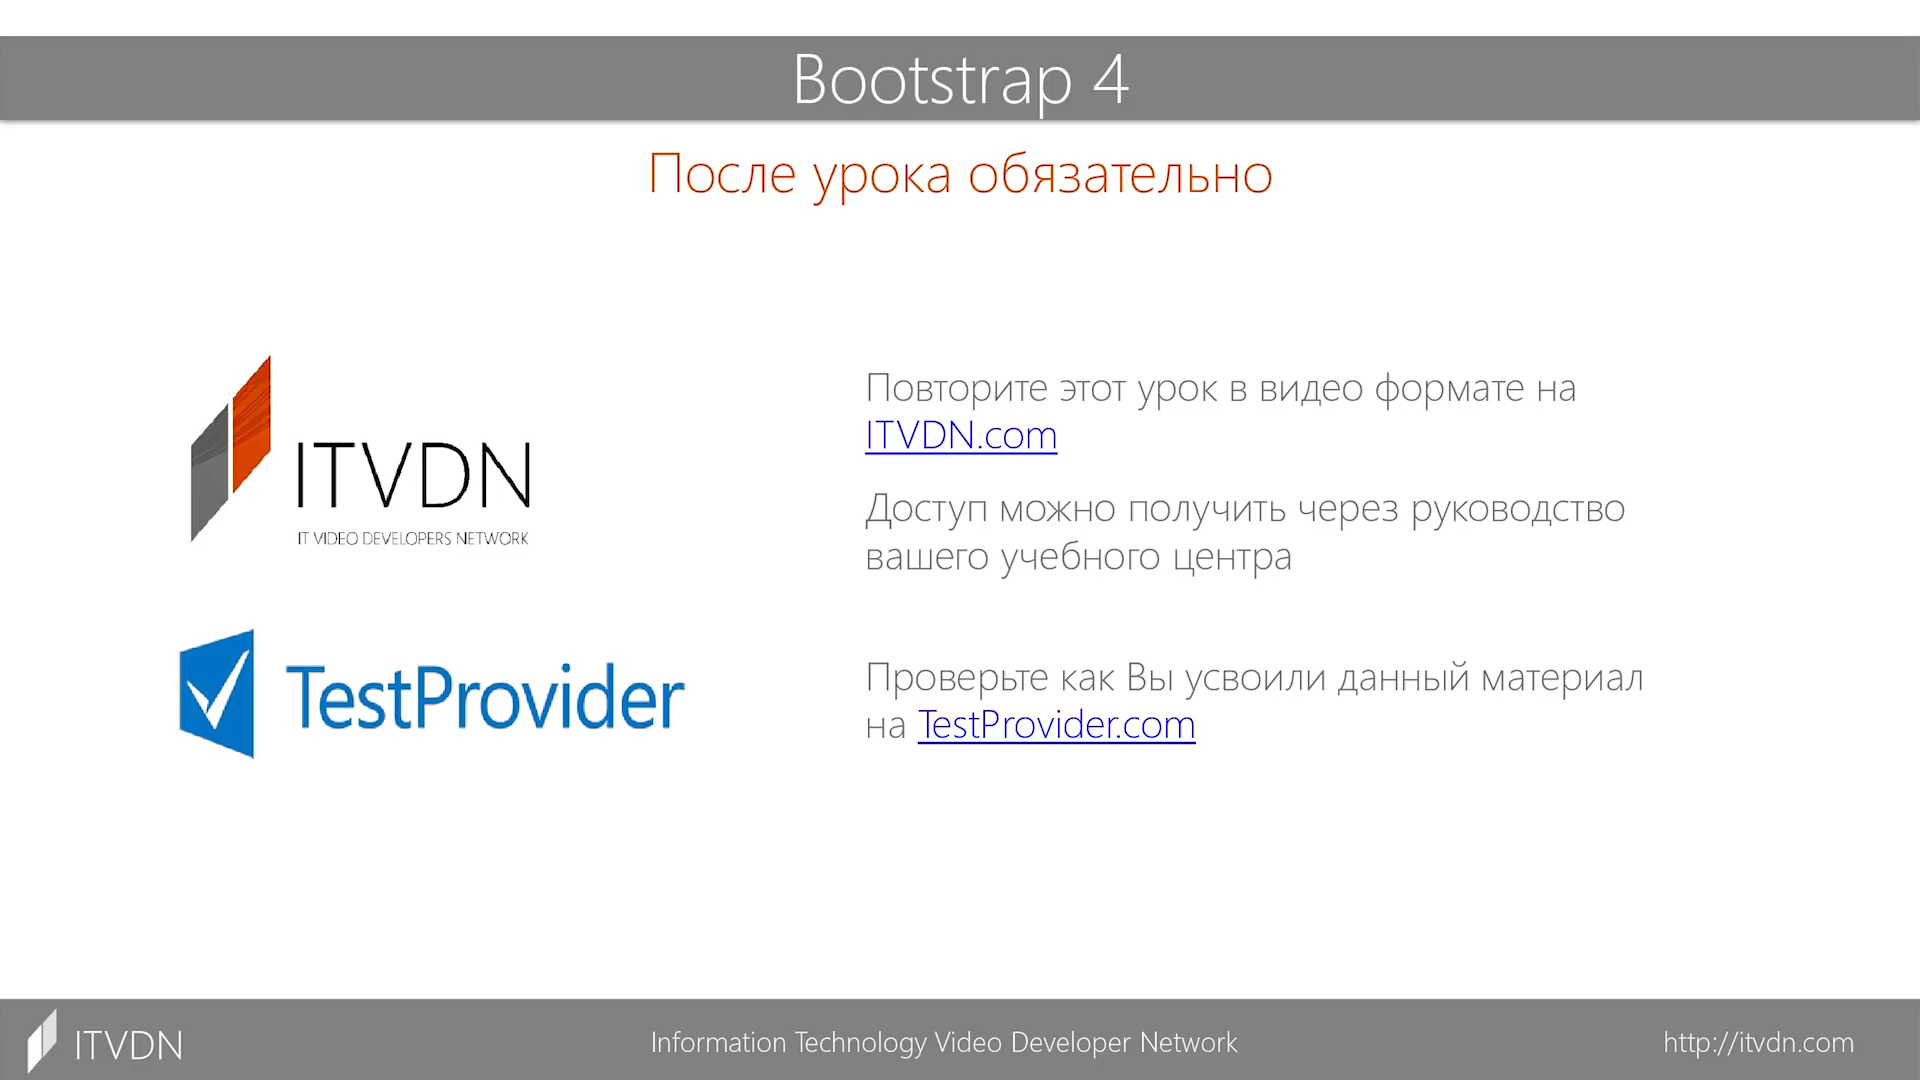 Bootstrap 4
После урока обязательно
ITVDN
IT VIDEO DEVELOPERS NETWORK
Повторите этот урок в видео формате на
ITVDN.com
Доступ можно получить через руководство
вашего учебного центра
TestProvider
Проверьте как Вы усвоили данный материал
на TestProvider.com
ITVDN
Information Technology Video Developer Network
http://itvdn.com